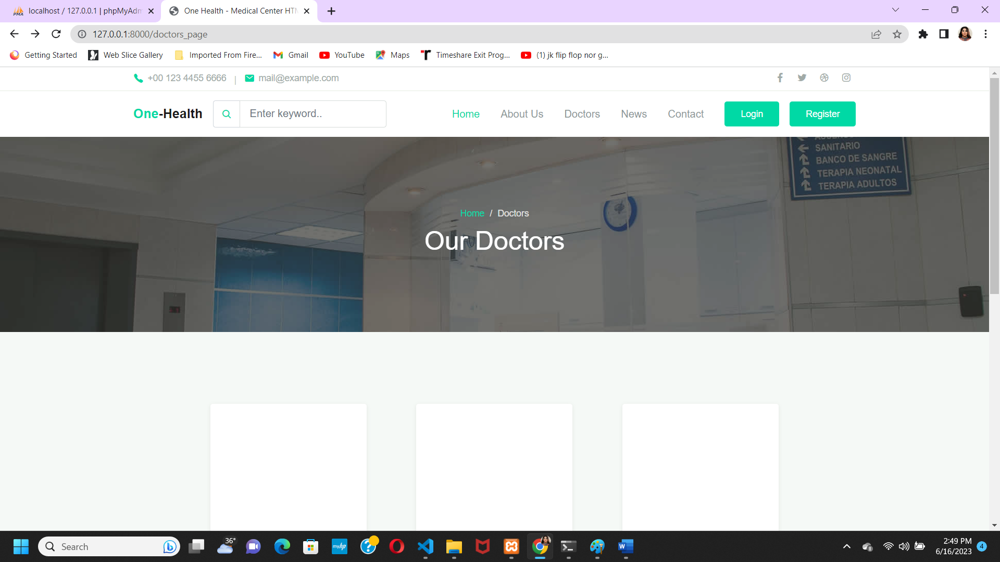 localhost / 127.0.0.1 | phpMyAdm
One Health - Medical Center HTM
127.0.0.1:8000/doctors_page
Getting Started
Web Slice Gallery
Imported From Fire...
Gmail
YouTube
Maps
Timeshare Exit Prog...
(1) jk flip flop nor g...
+00 123 4455 6666 | mail@example.com
One-Health
Enter keyword..
Home
About Us
Doctors
News
Contact
Login
Register
SANITARIO
BANCO DE SANGRE
TERAPIA NEONATAL
TERAPIA ADULTOS
Home / Doctors
Our Doctors
Search
36°
myhp
2:49 PM
6/16/2023
4